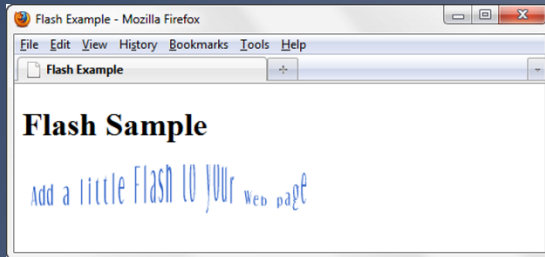 Flash Example - Mozilla Firefox
File Edit View History Bookmarks Tools Help
Flash Example
Flash Sample
Add a little Flash to your web page